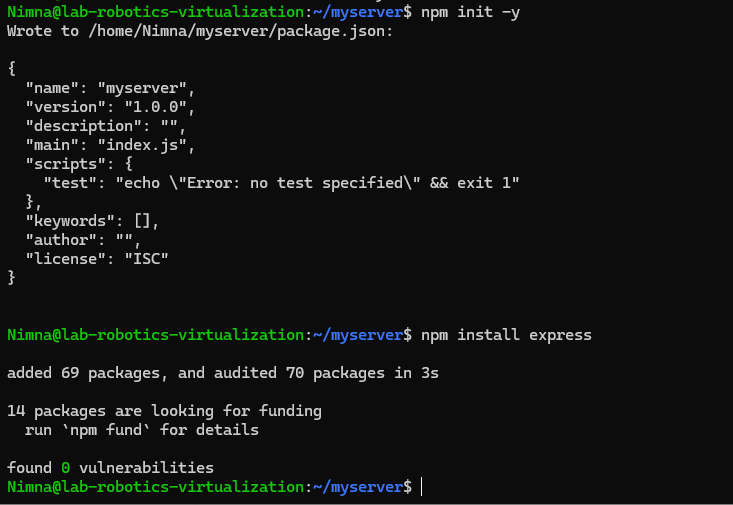 Nimna@lab-robotics-virtualization:~/myserver$ npm init -y
Wrote to /home/Nimna/myserver/package.json:
{
  "name": "myserver",
  "version": "1.0.0",
  "description": "",
  "main": "index.js",
  "scripts": {
    "test": "echo \"Error: no test specified\" && exit 1"
  },
  "keywords": [],
  "author": "",
  "license": "ISC"
}
Nimna@lab-robotics-virtualization:~/myserver$ npm install express
added 69 packages, and audited 70 packages in 3s
14 packages are looking for funding
  run `npm fund` for details
found 0 vulnerabilities
Nimna@lab-robotics-virtualization:~/myserver$